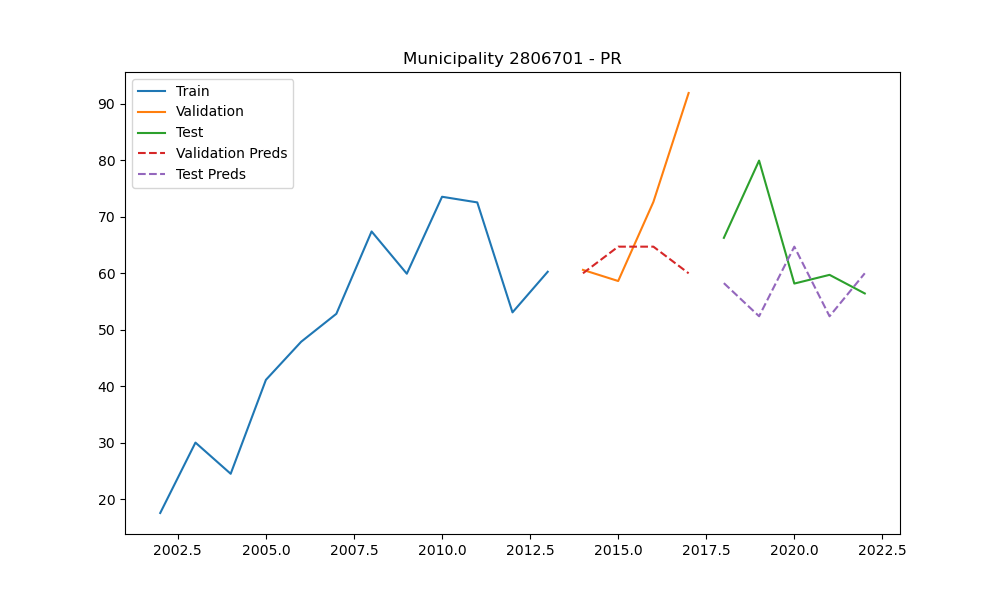 Municipality 2806701 - PR
Train
Validation
Test
Validation Preds
Test Preds
90
80
70
60
50
40
30
20
2002.5 2005.0 2007.5 2010.0 2012.5 2015.0 2017.5 2020.0 2022.5